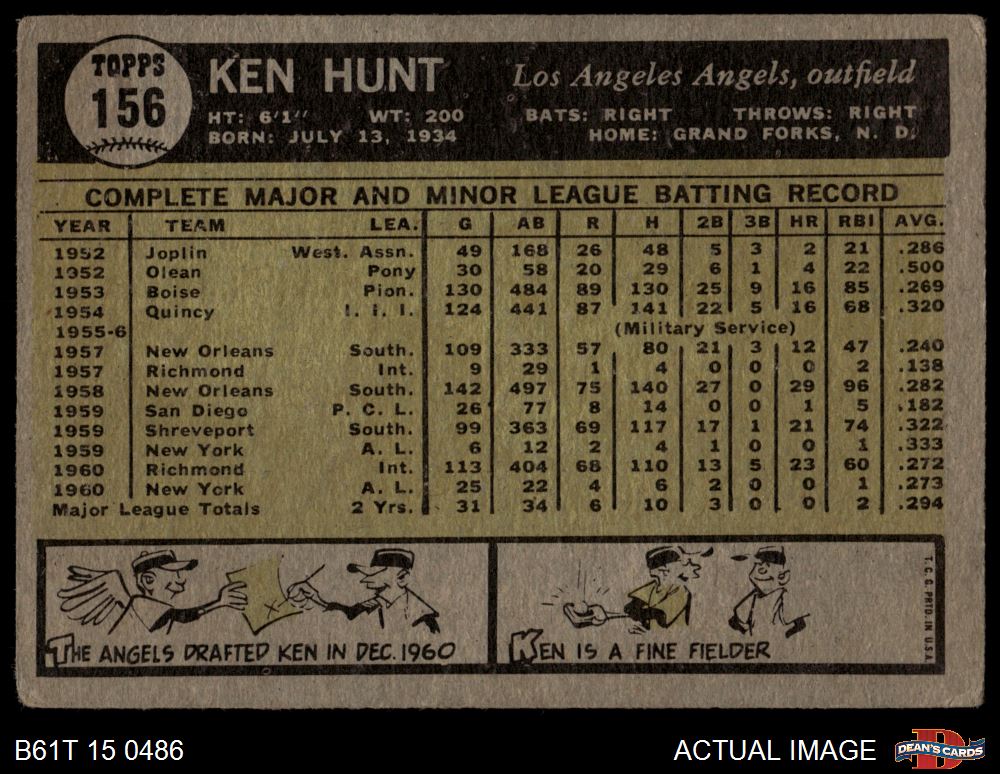 TOPPS
156
KEN HUNT
Los Angeles Angels, outfield
HT: 6'1" WT: 200
BATS: RIGHT THROWS: RIGHT
BORN: JULY 13, 1934
HOME: GRAND FORKS, N. D.
COMPLETE MAJOR AND MINOR LEAGUE BATTING RECORD
YEAR TEAM LEA. G AB R H 2B 3B HR RBI AVG.
1952 Joplin West. Assn. 49 168 26 48 5 3 2 21 .286
1952 Olean Pony 30 58 20 29 6 1 4 22 .500
1953 Boise Pion. 130 484 89 130 25 9 16 85 .269
1954 Quincy I. I. I. 124 441 87 141 22 5 16 68 .320
1955-6 (Military Service)
1957 New Orleans South. 109 333 57 80 21 3 12 47 .240
1957 Richmond Int. 9 29 1 4 0 0 0 2 .138
1958 New Orleans South. 142 497 75 140 27 0 29 96 .282
1959 San Diego P. C. L. 26 77 8 14 0 0 1 5 .182
1959 Shreveport South. 99 363 69 117 17 1 21 74 .322
1959 New York A. L. 6 12 2 4 1 0 0 1 .333
1960 Richmond Int. 113 404 68 110 13 5 23 60 .272
1960 New York A. L. 25 22 4 6 2 0 0 1 .273
Major League Totals 2 Yrs. 31 34 6 10 3 0 0 2 .294
THE ANGELS DRAFTED KEN IN DEC. 1960
KEN IS A FINE FIELDER
T. C. G. PRTD. IN U.S.A.
B61T 15 0486
ACTUAL IMAGE
DEAN'S CARDS